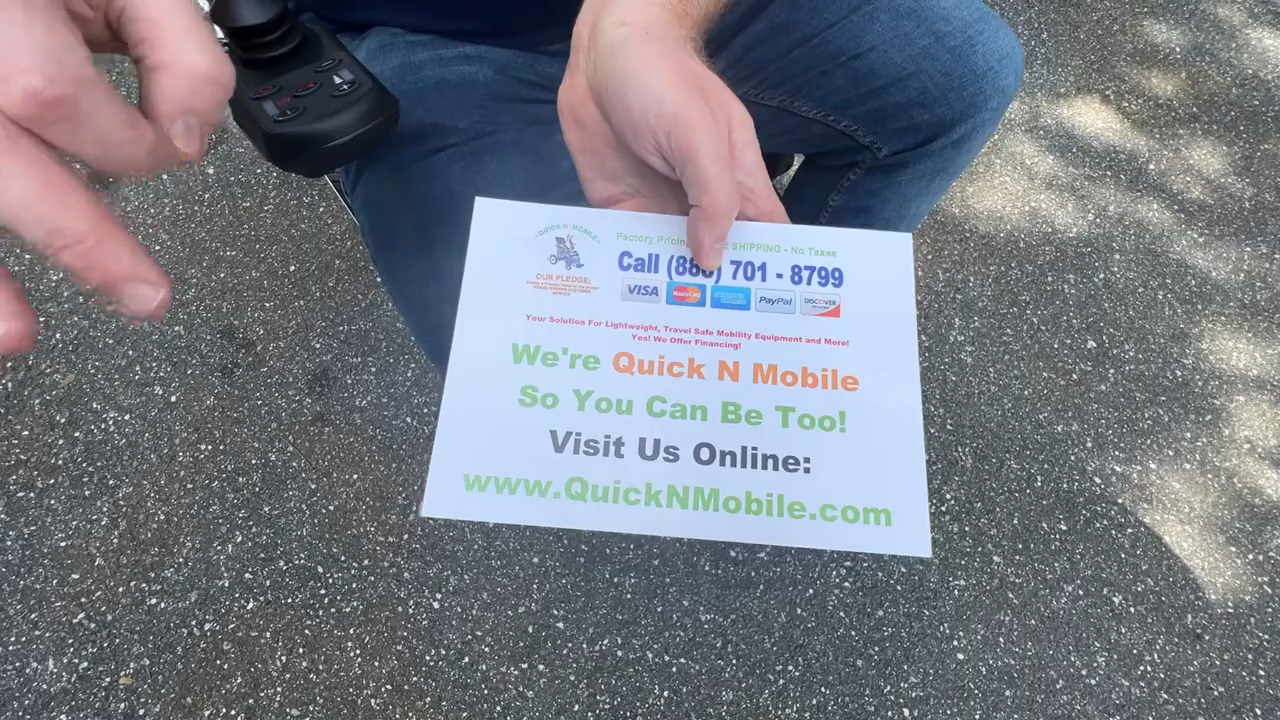 QUICK N' MOBILE
OUR PLEDGE:
Factory Pricing SHIPPING - No Taxes
Call 701 - 8799
VISA
MasterCard
PayPal
DISCOVER
Your Solution For Lightweight, Travel Safe Mobility Equipment and More!
Yes! We Offer Financing!
We're Quick N Mobile
So You Can Be Too!
Visit Us Online:
www.QuickNMobile.com